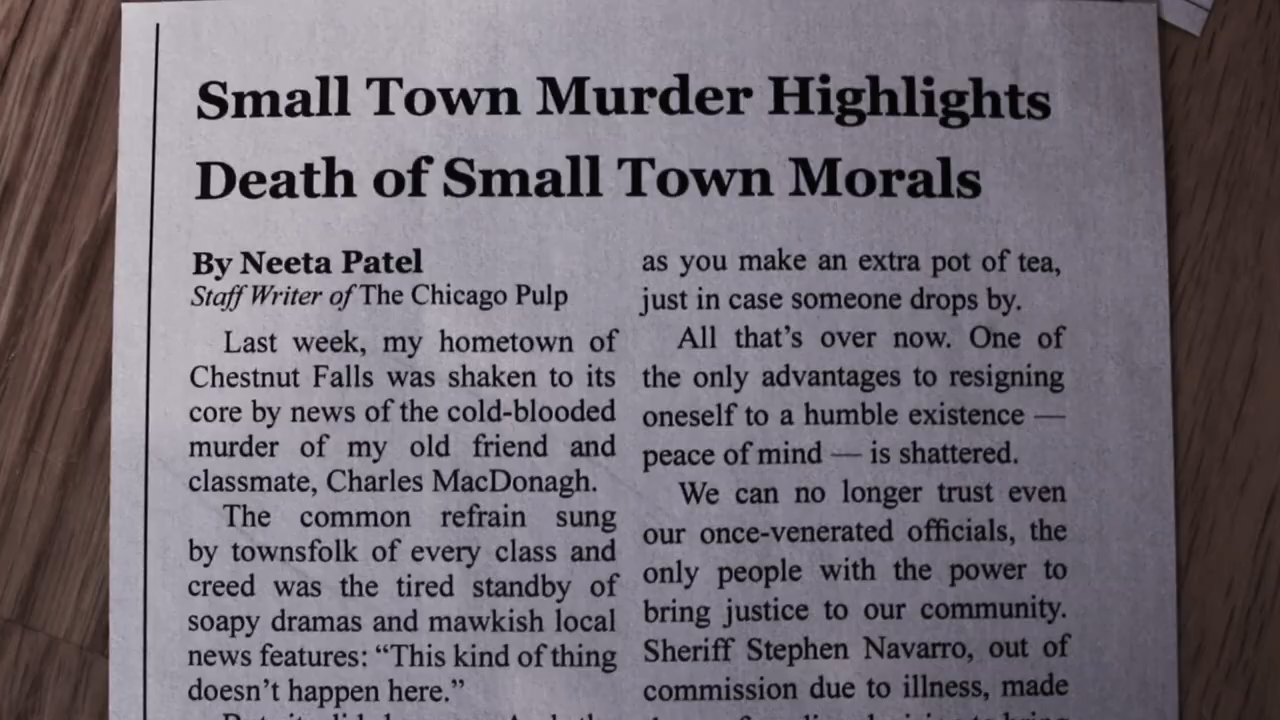 Small Town Murder Highlights
Death of Small Town Morals
By Neeta Patel
Staff Writer of The Chicago Pulp
Last week, my hometown of
Chestnut Falls was shaken to its
core by news of the cold-blooded
murder of my old friend and
classmate, Charles MacDonagh.
The common refrain sung
by townsfolk of every class and
creed was the tired standby of
soapy dramas and mawkish local
news features: “This kind of thing
doesn’t happen here.”
as you make an extra pot of tea,
just in case someone drops by.
All that’s over now. One of
the only advantages to resigning
oneself to a humble existence —
peace of mind — is shattered.
We can no longer trust even
our once-venerated officials, the
only people with the power to
bring justice to our community.
Sheriff Stephen Navarro, out of
commission due to illness, made